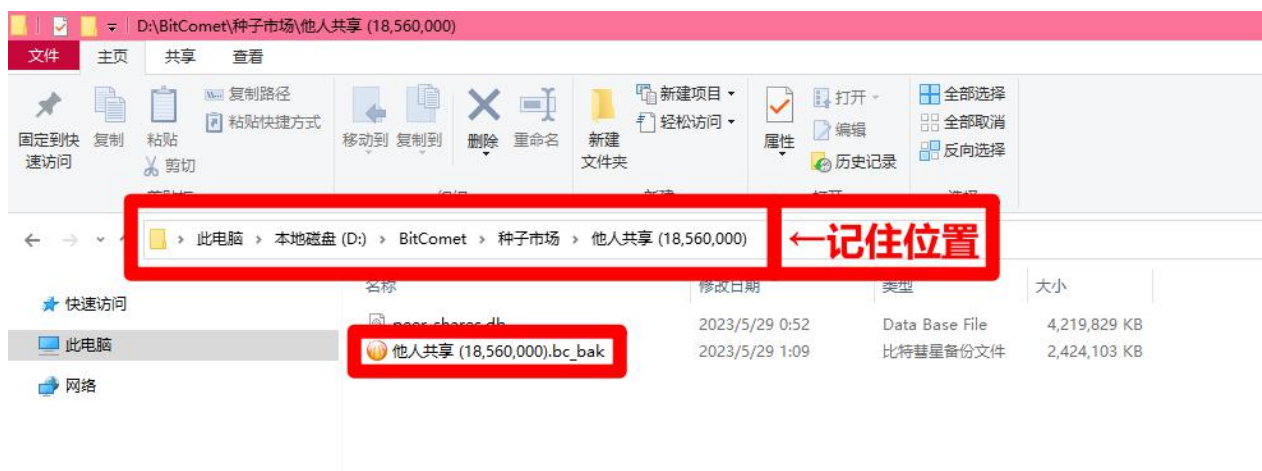 D:\BitComet\种子市场\他人共享 (18,560,000)
文件 主页 共享 查看
固定到快速访问
复制
粘贴
复制路径
粘贴快捷方式
剪切
移动到
复制到
删除
重命名
新建文件夹
新建项目
轻松访问
属性
打开
编辑
历史记录
全部选择
全部取消
反向选择
此电脑 > 本地磁盘 (D:) > BitComet > 种子市场 > 他人共享 (18,560,000)
←记住位置
名称 修改日期 类型 大小
快速访问
此电脑
网络
2023/5/29 0:52 Data Base File 4,219,829 KB
他人共享 (18,560,000).bc_bak 2023/5/29 1:09 比特彗星备份文件 2,424,103 KB